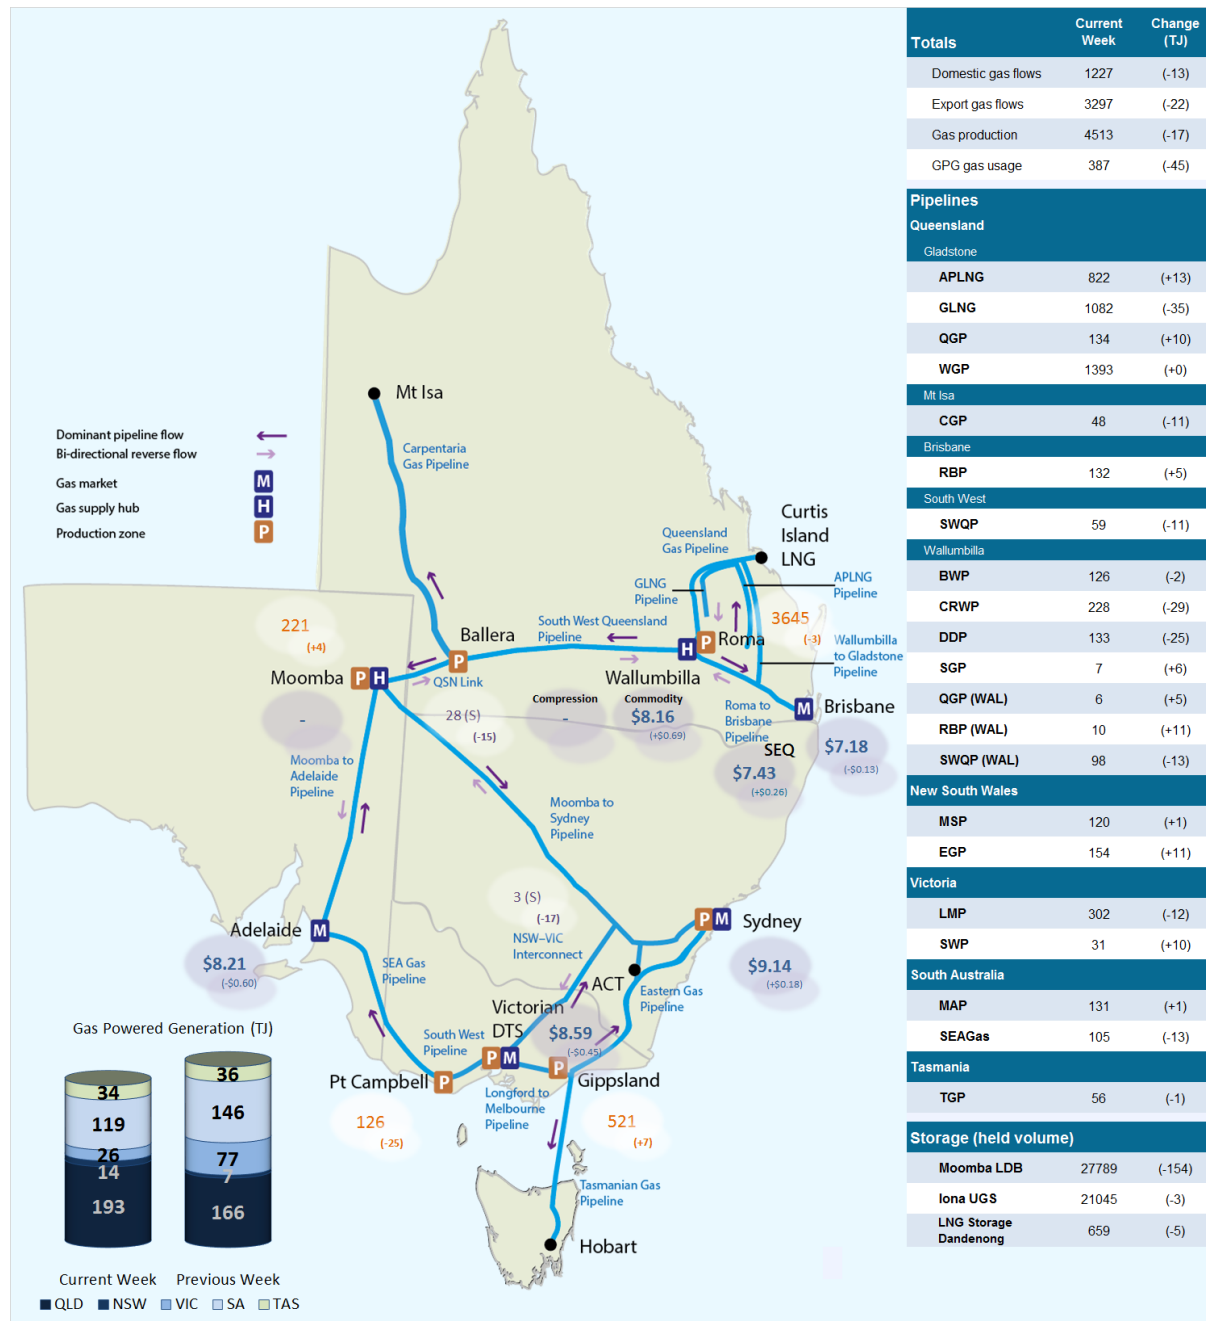 Mt Isa
Dominant pipeline flow
Bi-directional reverse flow
Gas market M
Gas supply hub H
Production zone P
Carpentaria
Gas Pipeline
Curtis
Island
LNG
Queensland
Gas Pipeline
GLNG
Pipeline
APLNG
Pipeline
3645
(-3)
221
(+4)
South West Queensland
Pipeline
Ballera
P
H P Roma
Wallumbilla
to Gladstone
Pipeline
Moomba P H
QSN Link
Wallumbilla
M Brisbane
-
28 (S)
(-15)
Compression
-
Commodity
$8.16
(+$0.69)
Roma to
Brisbane
Pipeline
SEQ
$7.43
(+$0.26)
$7.18
(-$0.13)
Moomba to
Adelaide
Pipeline
Moomba to
Sydney
Pipeline
3 (S)
(-17)
NSW–VIC
Interconnect
P M Sydney
$9.14
(+$0.18)
Adelaide M
$8.21
(-$0.60)
SEA Gas
Pipeline
ACT
Eastern Gas
Pipeline
Victorian
DTS
$8.59
(-$0.45)
South West
Pipeline
P M
P
Pt Campbell P
Gippsland
126
(-25)
Longford to
Melbourne
Pipeline
521
(+7)
Tasmanian Gas
Pipeline
Hobart
Gas Powered Generation (TJ)
34
119
26
14
193
36
146
77
7
166
Current Week Previous Week
QLD NSW VIC SA TAS
Totals Current Week Change (TJ)
Domestic gas flows 1227 (-13)
Export gas flows 3297 (-22)
Gas production 4513 (-17)
GPG gas usage 387 (-45)
Pipelines
Queensland
Gladstone
APLNG 822 (+13)
GLNG 1082 (-35)
QGP 134 (+10)
WGP 1393 (+0)
Mt Isa
CGP 48 (-11)
Brisbane
RBP 132 (+5)
South West
SWQP 59 (-11)
Wallumbilla
BWP 126 (-2)
CRWP 228 (-29)
DDP 133 (-25)
SGP 7 (+6)
QGP (WAL) 6 (+5)
RBP (WAL) 10 (+11)
SWQP (WAL) 98 (-13)
New South Wales
MSP 120 (+1)
EGP 154 (+11)
Victoria
LMP 302 (-12)
SWP 31 (+10)
South Australia
MAP 131 (+1)
SEAGas 105 (-13)
Tasmania
TGP 56 (-1)
Storage (held volume)
Moomba LDB 27789 (-154)
Iona UGS 21045 (-3)
LNG Storage
Dandenong 659 (-5)